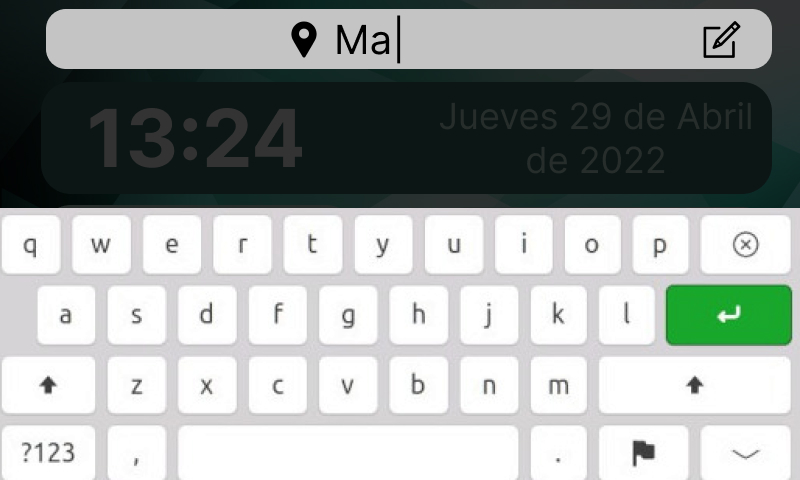 Ma
13:24
Jueves 29 de Abril
de 2022
q w e r t y u i o p
a s d f g h j k l
z x c v b n m
?123 , .